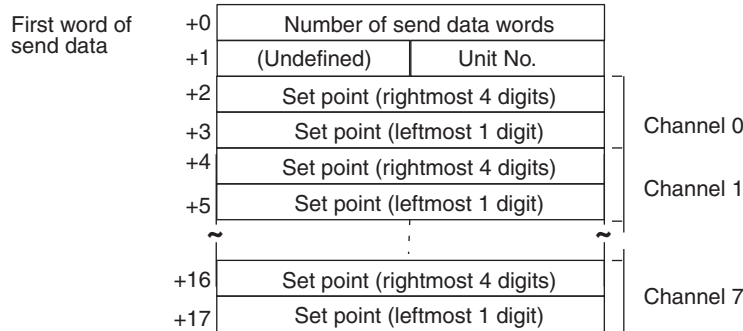 First word of
send data
+0 Number of send data words
+1 (Undefined) Unit No.
+2 Set point (rightmost 4 digits)
+3 Set point (leftmost 1 digit)
Channel 0
+4 Set point (rightmost 4 digits)
+5 Set point (leftmost 1 digit)
Channel 1
~ ~
+16 Set point (rightmost 4 digits)
+17 Set point (leftmost 1 digit)
Channel 7